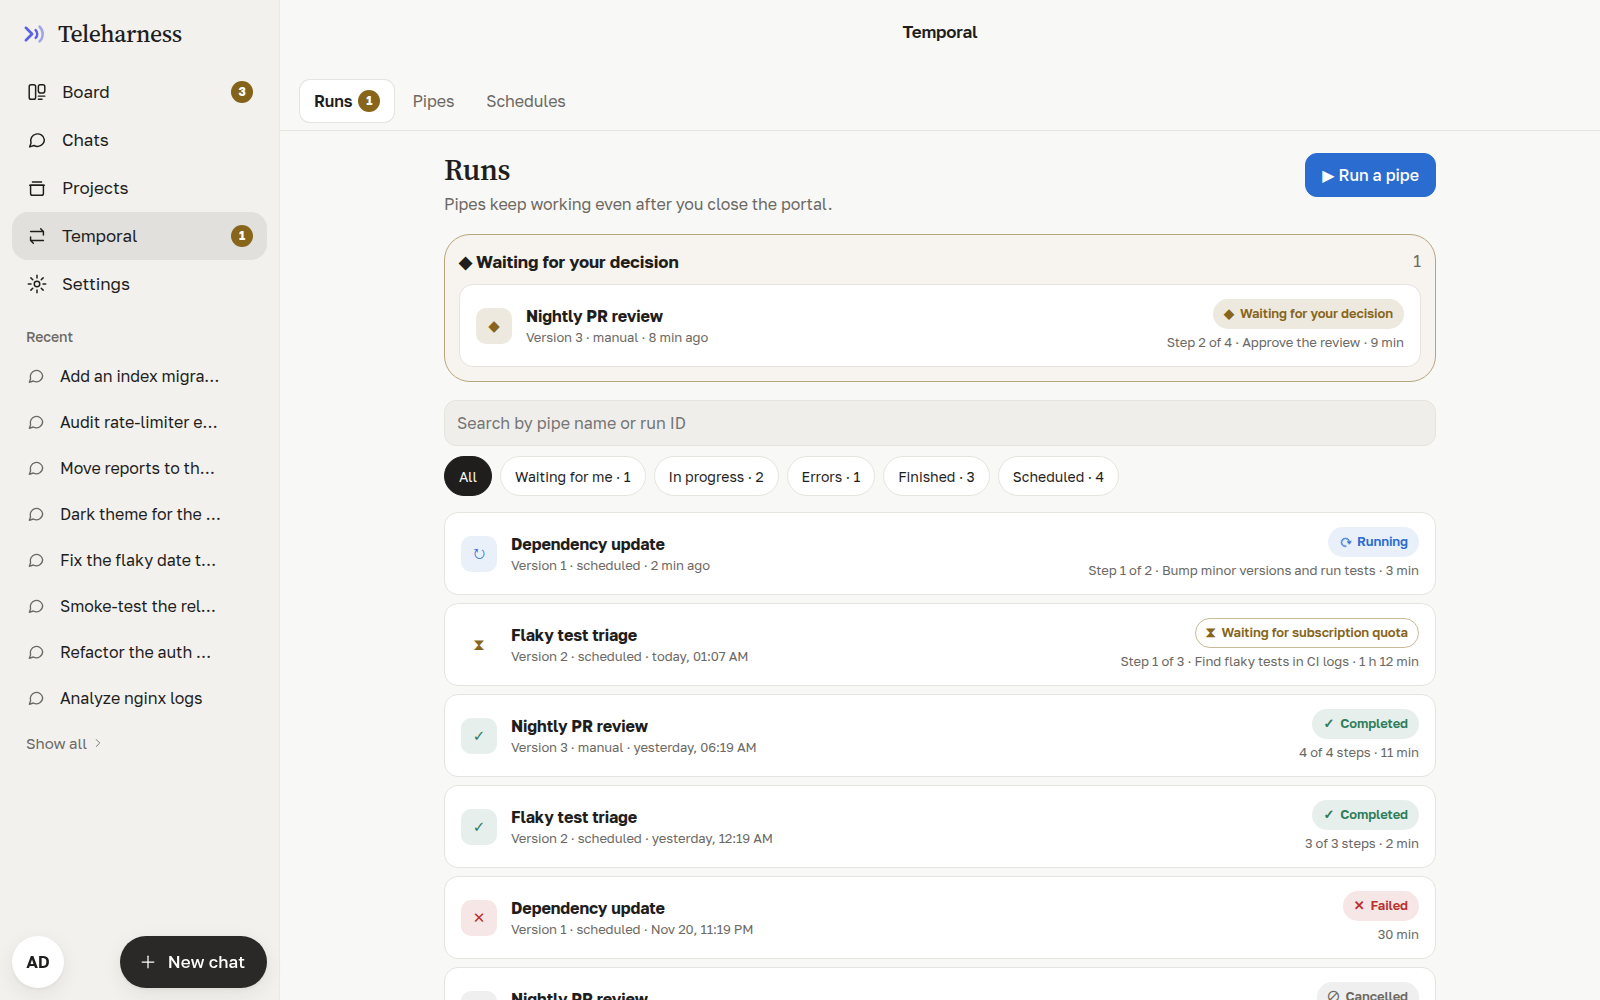 Teleharness
Board 3
Chats
Projects
Temporal 1
Settings
Recent
Add an index migra...
Audit rate-limiter e...
Move reports to th...
Dark theme for the ...
Fix the flaky date t...
Smoke-test the rel...
Refactor the auth ...
Analyze nginx logs
Show all
AD
New chat
Temporal
Runs 1 Pipes Schedules
Runs
▶ Run a pipe
Pipes keep working even after you close the portal.
◆ Waiting for your decision 1
Nightly PR review
◆ Waiting for your decision
Version 3 · manual · 8 min ago
Step 2 of 4 · Approve the review · 9 min
Search by pipe name or run ID
All Waiting for me · 1 In progress · 2 Errors · 1 Finished · 3 Scheduled · 4
Dependency update
Running
Version 1 · scheduled · 2 min ago
Step 1 of 2 · Bump minor versions and run tests · 3 min
Flaky test triage
Waiting for subscription quota
Version 2 · scheduled · today, 01:07 AM
Step 1 of 3 · Find flaky tests in CI logs · 1 h 12 min
Nightly PR review
✓ Completed
Version 3 · manual · yesterday, 06:19 AM
4 of 4 steps · 11 min
Flaky test triage
✓ Completed
Version 2 · scheduled · yesterday, 12:19 AM
3 of 3 steps · 2 min
Dependency update
✕ Failed
Version 1 · scheduled · Nov 20, 11:19 PM
30 min
Nightly PR review
Cancelled